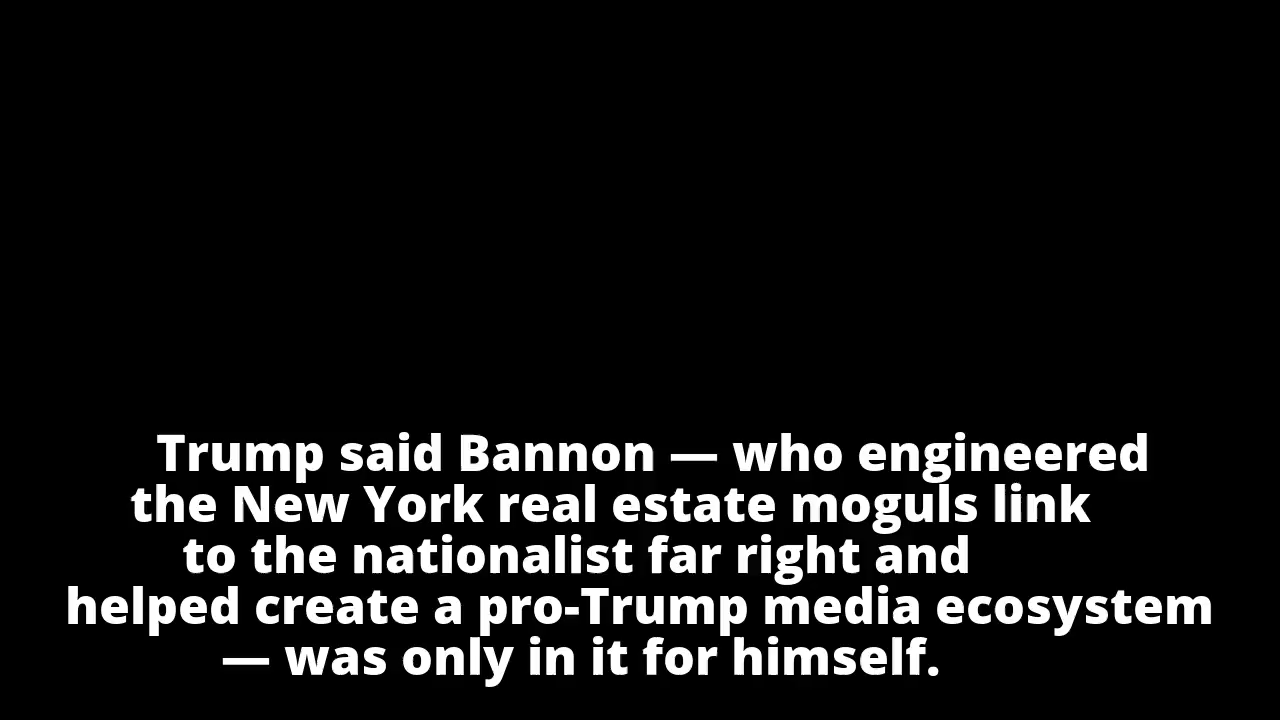 Trump said Bannon — who engineered
the New York real estate moguls link
to the nationalist far right and
helped create a pro-Trump media ecosystem
— was only in it for himself.